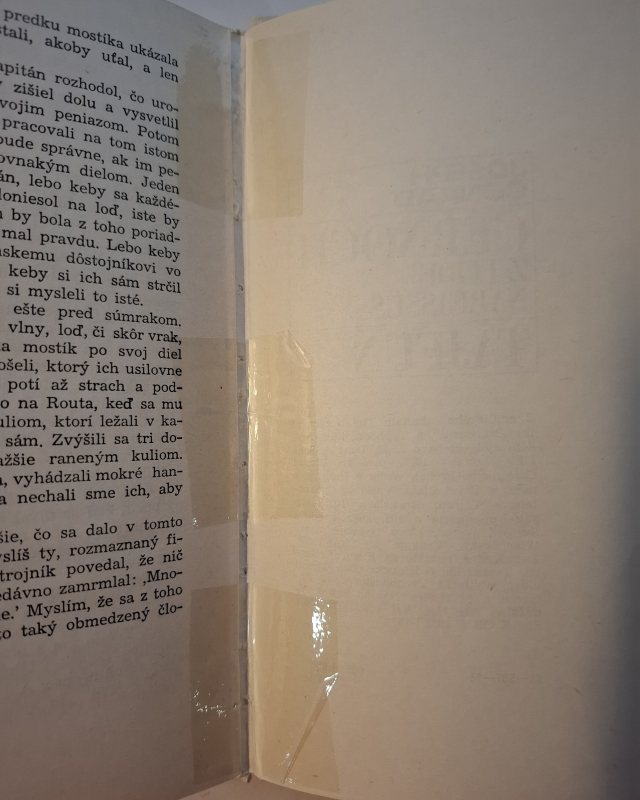 predku mostíka ukázala
stali, akoby uťal, a len
apitán rozhodol, čo uro-
zišiel dolu a vysvetlil
vojim peniazom. Potom
pracovali na tom istom
bude správne, ak im pe-
ovnakým dielom. Jeden
án, lebo keby sa každé-
doniesol na loď, iste by
by bola z toho poriad-
mal pravdu. Lebo keby
nskemu dôstojníkovi vo
keby si ich sám strčil
si mysleli to isté.
ešte pred súmrakom.
vlny, loď, či skôr vrak,
a mostík po svoj diel
ošeli, ktorý ich usilovne
potí až strach a pod-
o na Routa, keď sa mu
uliom, ktorí ležali v ka-
sám. Zvýšili sa tri do-
ažšie raneným kuliom.
, vyhádzali mokré han-
a nechali sme ich, aby
šie, čo sa dalo v tomto
yslíš ty, rozmaznaný fi-
trojník povedal, že nič
edávno zamrmlal: ‚Mno-
e.‘ Myslím, že sa z toho
to taký obmedzený člo-